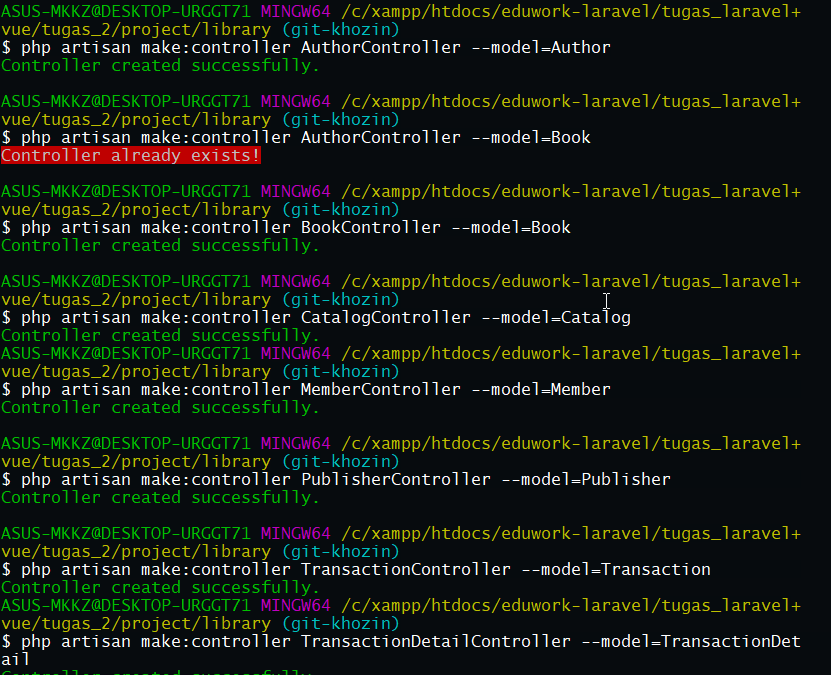 ASUS-MKKZ@DESKTOP-URGGT71 MINGW64 /c/xampp/htdocs/eduwork-laravel/tugas_laravel+
vue/tugas_2/project/library (git-khozin)
$ php artisan make:controller AuthorController --model=Author
Controller created successfully.
ASUS-MKKZ@DESKTOP-URGGT71 MINGW64 /c/xampp/htdocs/eduwork-laravel/tugas_laravel+
vue/tugas_2/project/library (git-khozin)
$ php artisan make:controller AuthorController --model=Book
Controller already exists!
ASUS-MKKZ@DESKTOP-URGGT71 MINGW64 /c/xampp/htdocs/eduwork-laravel/tugas_laravel+
vue/tugas_2/project/library (git-khozin)
$ php artisan make:controller BookController --model=Book
Controller created successfully.
ASUS-MKKZ@DESKTOP-URGGT71 MINGW64 /c/xampp/htdocs/eduwork-laravel/tugas_laravel+
vue/tugas_2/project/library (git-khozin)
$ php artisan make:controller CatalogController --model=Catalog
Controller created successfully.
ASUS-MKKZ@DESKTOP-URGGT71 MINGW64 /c/xampp/htdocs/eduwork-laravel/tugas_laravel+
vue/tugas_2/project/library (git-khozin)
$ php artisan make:controller MemberController --model=Member
Controller created successfully.
ASUS-MKKZ@DESKTOP-URGGT71 MINGW64 /c/xampp/htdocs/eduwork-laravel/tugas_laravel+
vue/tugas_2/project/library (git-khozin)
$ php artisan make:controller PublisherController --model=Publisher
Controller created successfully.
ASUS-MKKZ@DESKTOP-URGGT71 MINGW64 /c/xampp/htdocs/eduwork-laravel/tugas_laravel+
vue/tugas_2/project/library (git-khozin)
$ php artisan make:controller TransactionController --model=Transaction
Controller created successfully.
ASUS-MKKZ@DESKTOP-URGGT71 MINGW64 /c/xampp/htdocs/eduwork-laravel/tugas_laravel+
vue/tugas_2/project/library (git-khozin)
$ php artisan make:controller TransactionDetailController --model=TransactionDet
ail
Controller created successfully.